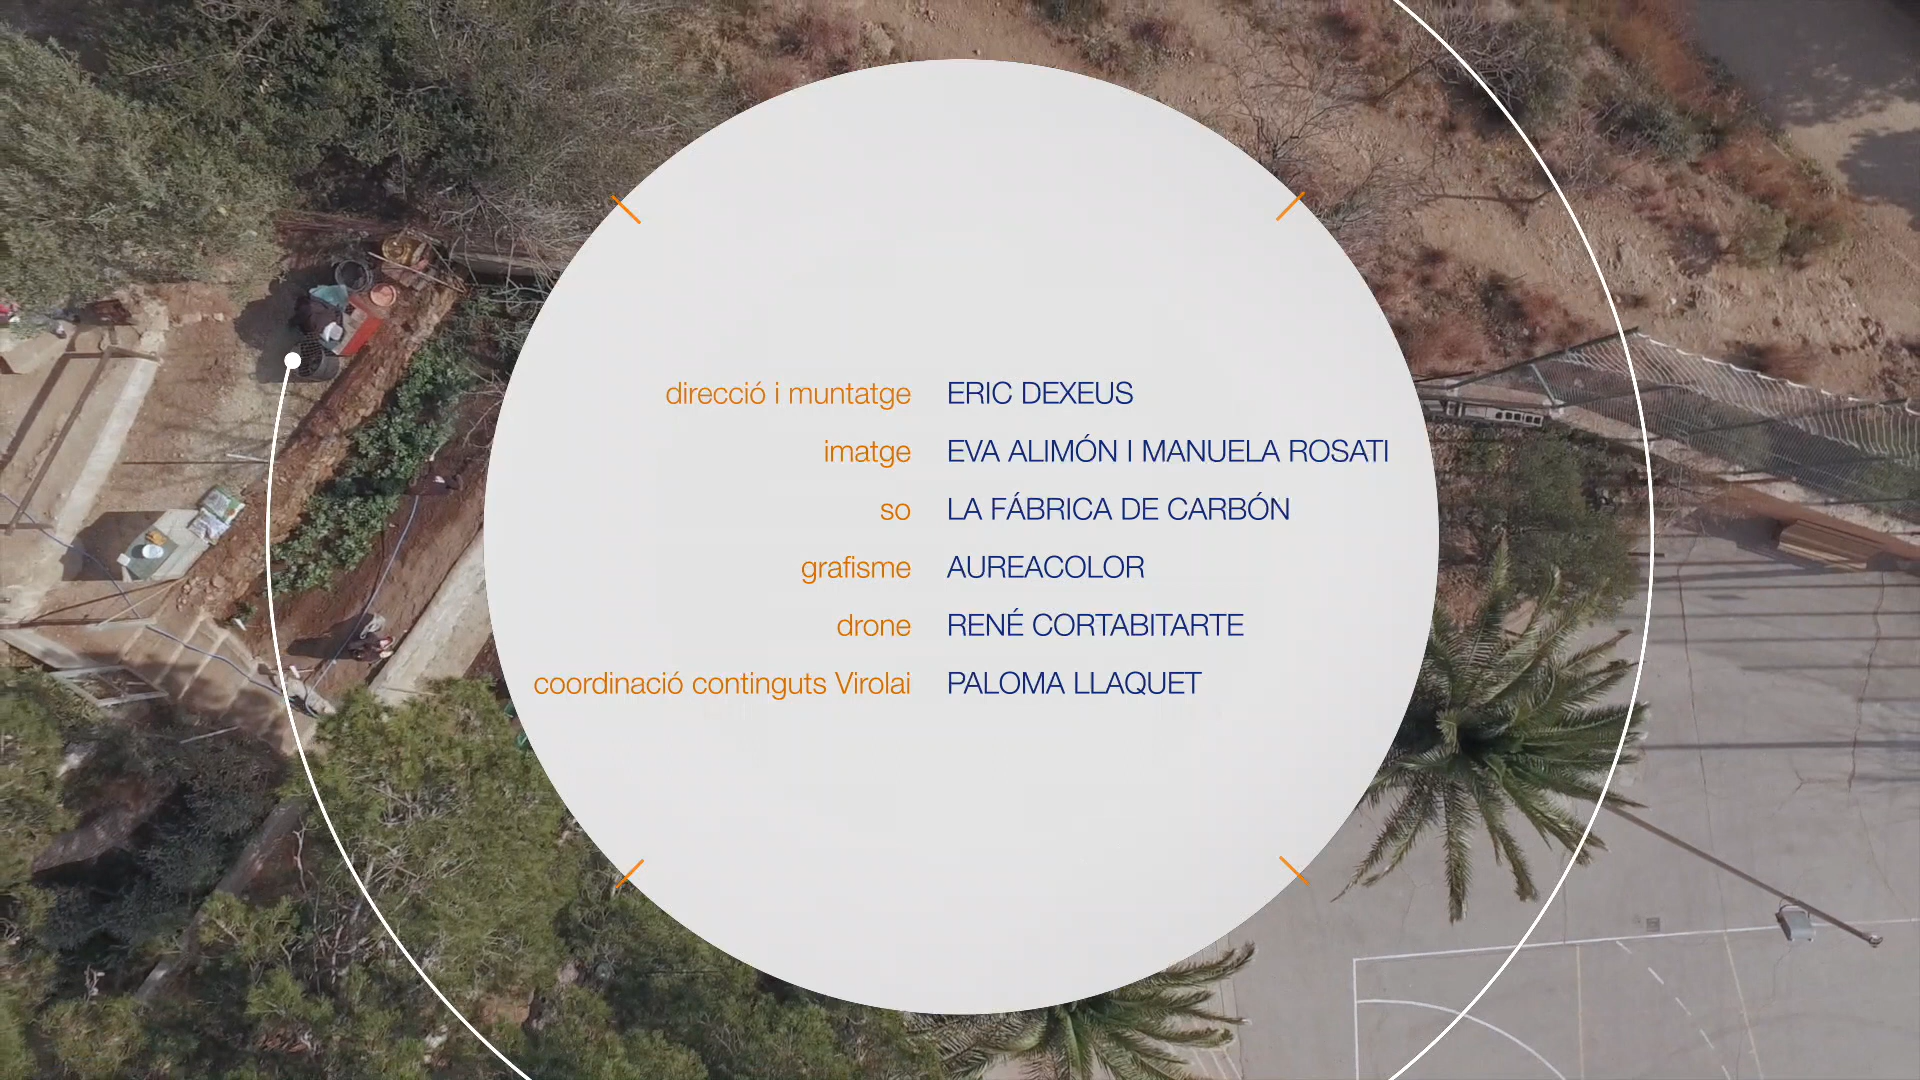 direcció i muntatge ERIC DEXEUS
imatge EVA ALIMÓN I MANUELA ROSATI
so LA FÁBRICA DE CARBÓN
grafisme AUREACOLOR
drone RENÉ CORTABITARTE
coordinació continguts Virolai PALOMA LLAQUET